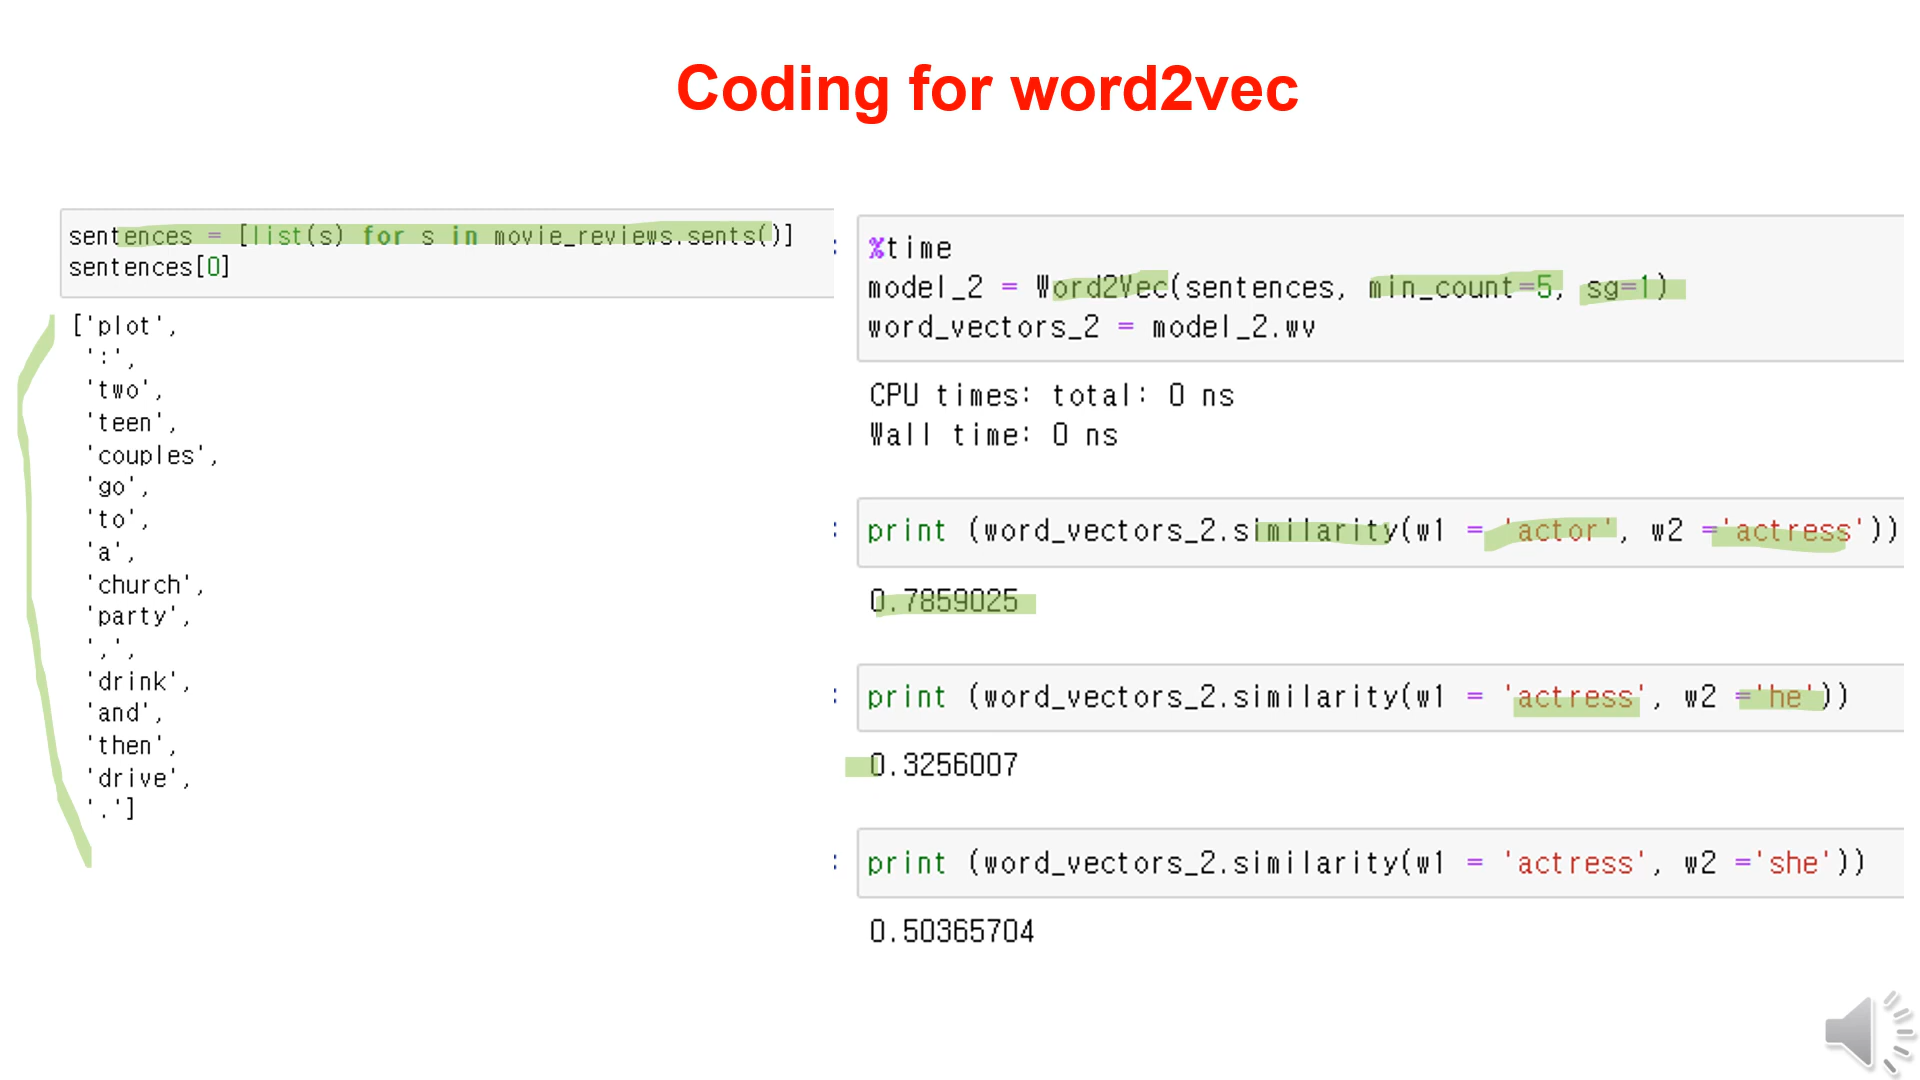 Coding for word2vec
sentences = [list(s) for s in movie_reviews.sents()]
sentences[0]
['plot',
':',
'two',
'teen',
'couples',
'go',
'to',
'a',
'church',
'party',
',',
'drink',
'and',
'then',
'drive',
'.']
%time
model_2 = Word2Vec(sentences, min_count=5, sg=1)
word_vectors_2 = model_2.wv
CPU times: total: 0 ns
Wall time: 0 ns
print (word_vectors_2.similarity(w1 = 'actor', w2 ='actress'))
0.7859025
print (word_vectors_2.similarity(w1 = 'actress', w2 ='he'))
0.3256007
print (word_vectors_2.similarity(w1 = 'actress', w2 ='she'))
0.50365704